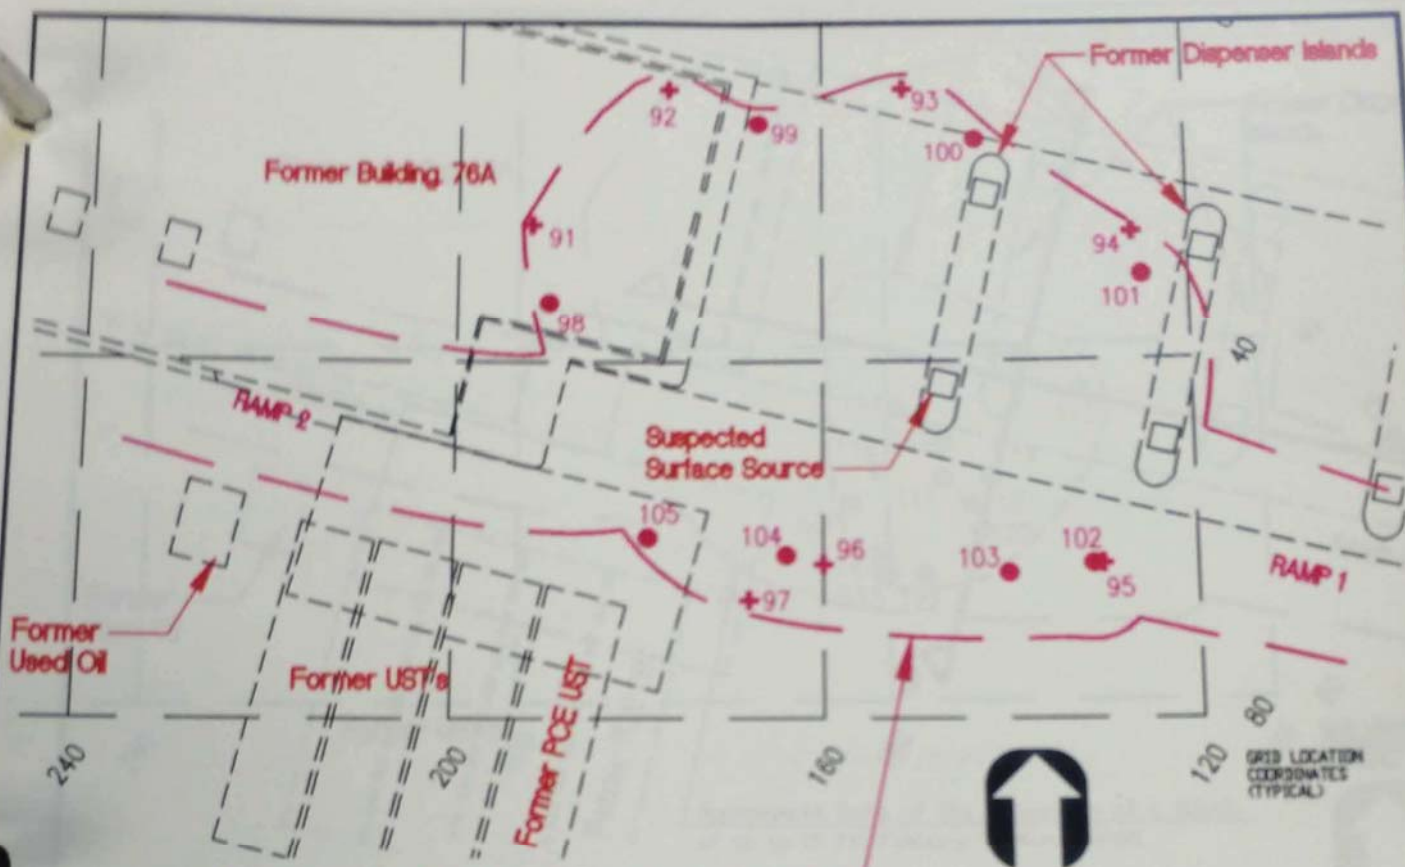 Former Dispenser Islands
92
93
99
100
Former Building 76A
91
94
101
98
40
RAMP 2
Suspected
Surface Source
105
104
96
103
102
95
RAMP 1
97
Former
Used Oil
Former UST's
Former PCE UST
240
200
160
120
80
GRID LOCATION
COORDINATES
(TYPICAL)